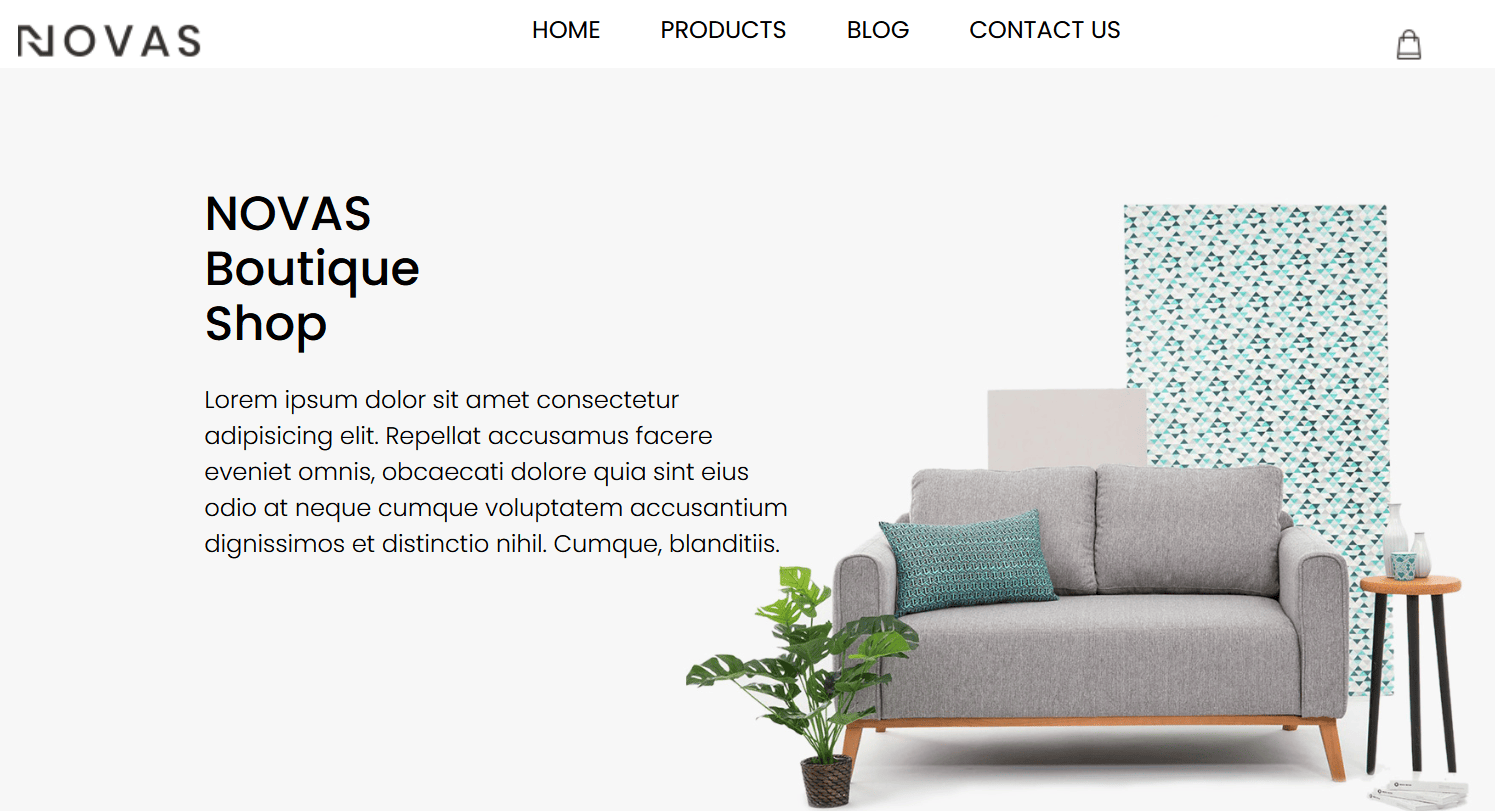 NOVAS
HOME
PRODUCTS
BLOG
CONTACT US
NOVAS
Boutique
Shop
Lorem ipsum dolor sit amet consectetur
adipisicing elit. Repellat accusamus facere
eveniet omnis, obcaecati dolore quia sint eius
odio at neque cumque voluptatem accusantium
dignissimos et distinctio nihil. Cumque, blanditiis.